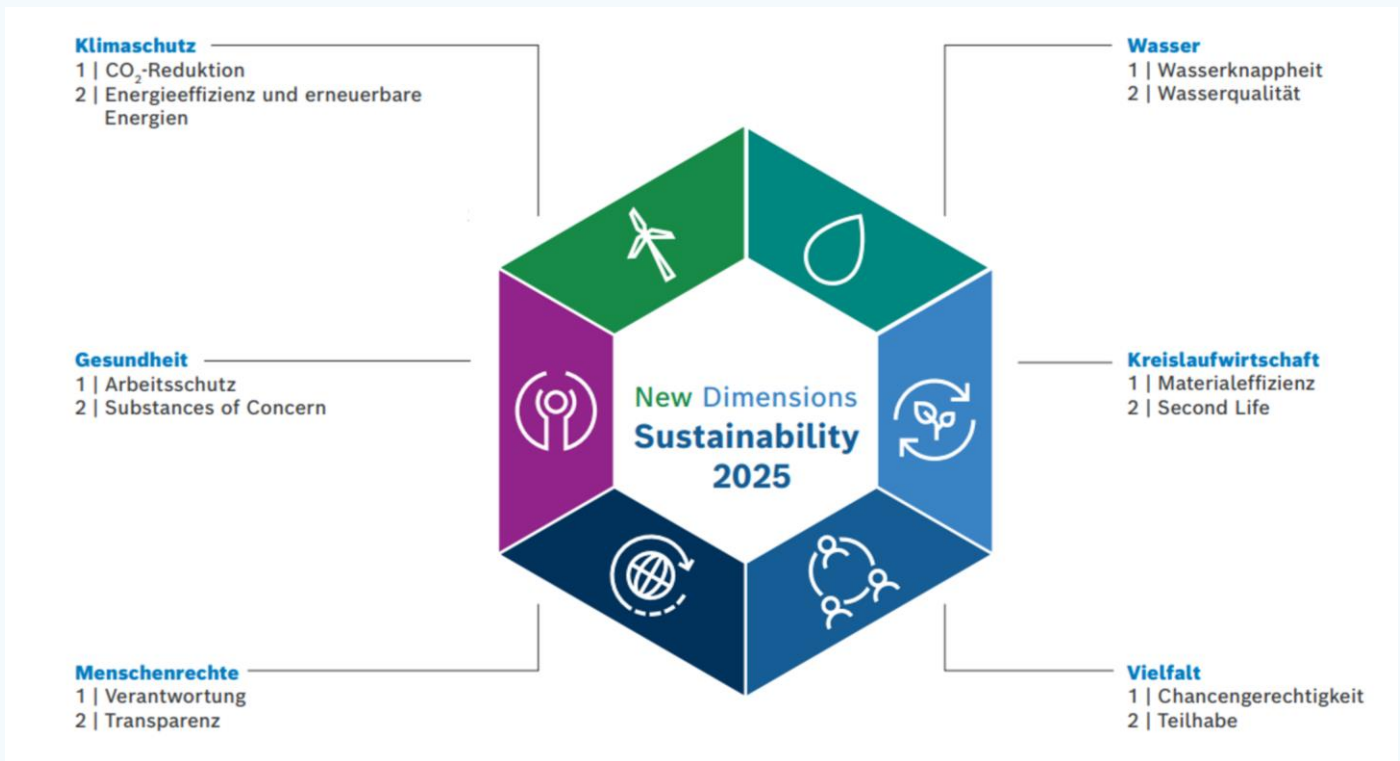 Klimaschutz
1 | CO₂-Reduktion
2 | Energieeffizienz und erneuerbare
Energien
Wasser
1 | Wasserknappheit
2 | Wasserqualität
Gesundheit
1 | Arbeitsschutz
2 | Substances of Concern
New Dimensions
Sustainability
2025
Kreislaufwirtschaft
1 | Materialeffizienz
2 | Second Life
Menschenrechte
1 | Verantwortung
2 | Transparenz
Vielfalt
1 | Chancengerechtigkeit
2 | Teilhabe